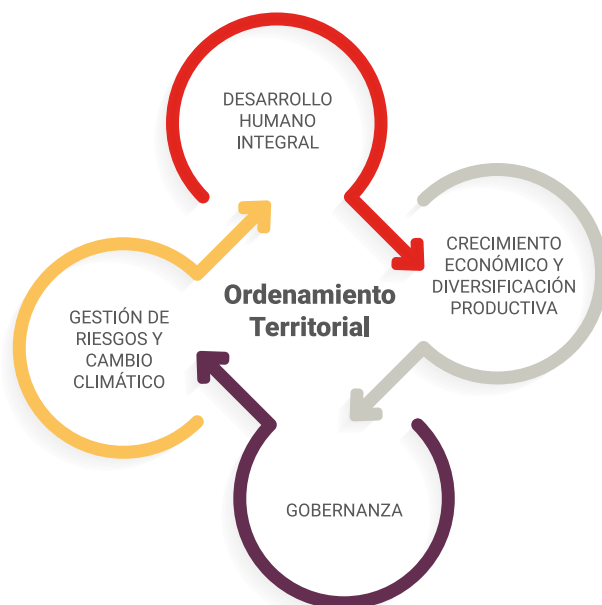 DESARROLLO
HUMANO
INTEGRAL
CRECIMIENTO
ECONÓMICO Y
DIVERSIFICACIÓN
PRODUCTIVA
Ordenamiento
Territorial
GESTIÓN DE
RIESGOS Y
CAMBIO
CLIMÁTICO
GOBERNANZA